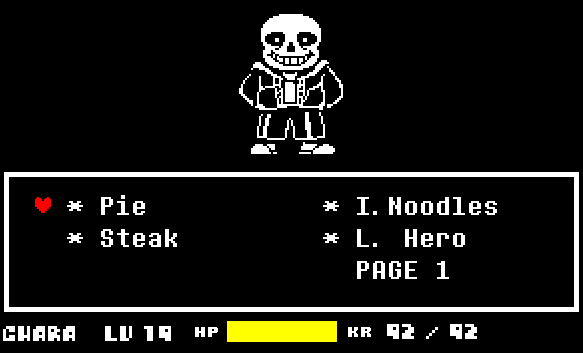 * Pie * I.Noodles
* Steak * L. Hero
PAGE 1
CHARA LV 19 HP KR 92 / 92